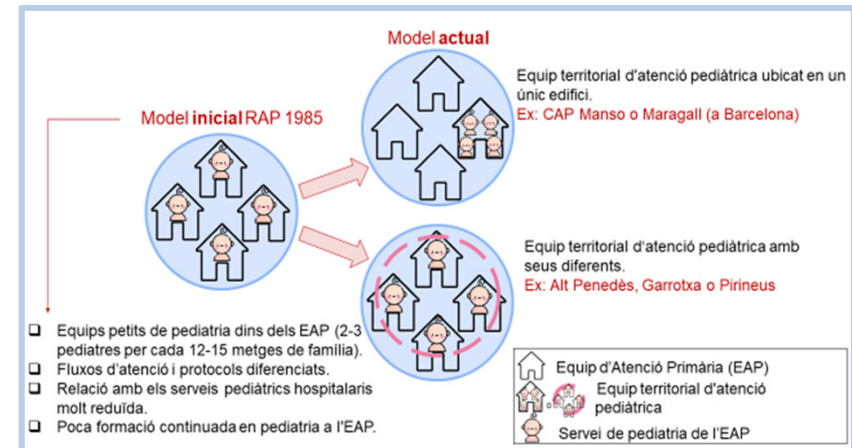 Model actual
Equip territorial d'atenció pediàtrica ubicat en un
únic edifici.
Ex: CAP Manso o Maragall (a Barcelona)
Model inicial RAP 1985
Equip territorial d'atenció pediàtrica amb
seus diferents.
Ex: Alt Penedès, Garrotxa o Pirineus
Equips petits de pediatria dins dels EAP (2-3
pediatres per cada 12-15 metges de família).
Fluxos d'atenció i protocols diferenciats.
Relació amb els serveis pediàtrics hospitalaris
molt reduïda.
Poca formació continuada en pediatria a l'EAP.
Equip d'Atenció Primària (EAP)
Equip territorial d'atenció
pediàtrica
Servei de pediatria de l'EAP